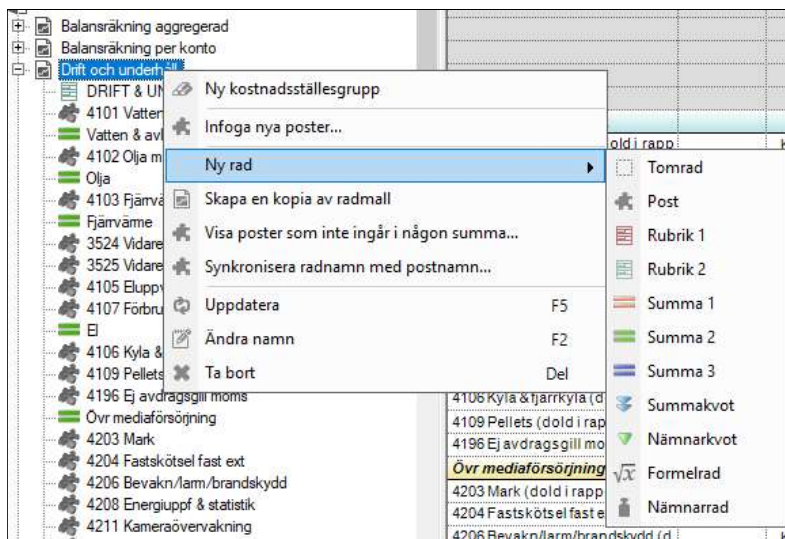 Balansräkning aggregerad
Balansräkning per konto
Drift och underhåll
DRIFT & UN
4101 Vatten
Vatten & avl
4102 Olja m
Olja
4103 Fjärrvä
Fjärrvärme
3524 Vidare
3525 Vidare
4105 Eluppv
4107 Förbru
El
4106 Kyla &
4109 Pellets
4196 Ej avdragsgill moms
Övr mediaförsörjning
4203 Mark
4204 Fastskötsel fast ext
4206 Bevakn/larm/brandskydd
4208 Energiuppf & statistik
4211 Kameraövervakning
Ny kostnadsställesgrupp
Infoga nya poster...
Ny rad
Skapa en kopia av radmall
Visa poster som inte ingår i någon summa...
Synkronisera radnamn med postnamn...
Uppdatera F5
Ändra namn F2
Ta bort Del
old i rapp
Tomrad
Post
Rubrik 1
Rubrik 2
Summa 1
Summa 2
Summa 3
Summakvot
Nämnarkvot
√x Formelrad
Nämnarrad
4106 Kyla & fjärrkyla (d
4109 Pellets (dold i rap
4196 Ej avdragsgill mo
Övr mediaförsörjning
4203 Mark (dold i rapp
4204 Fastskötsel fast e
4206 Bevakn/larm/brandskydd (d